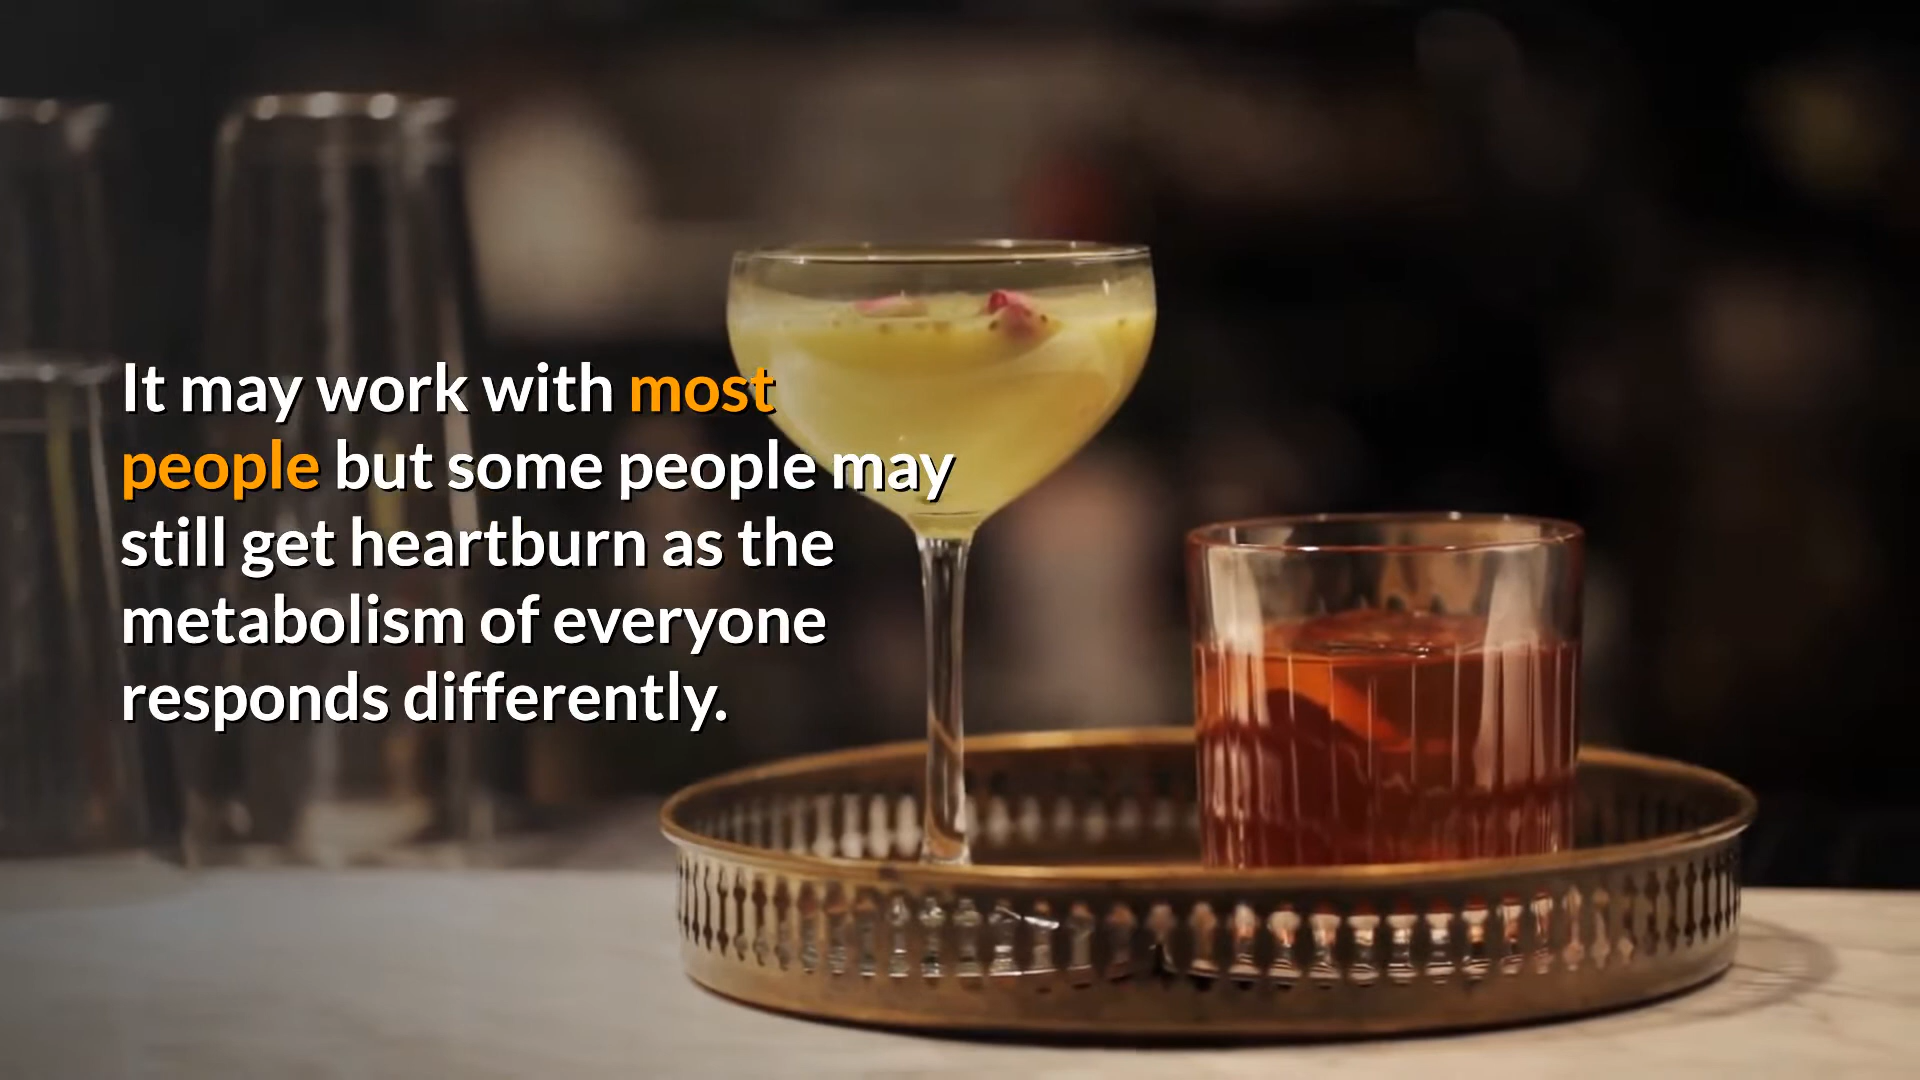 It may work with most
people but some people may
still get heartburn as the
metabolism of everyone
responds differently.